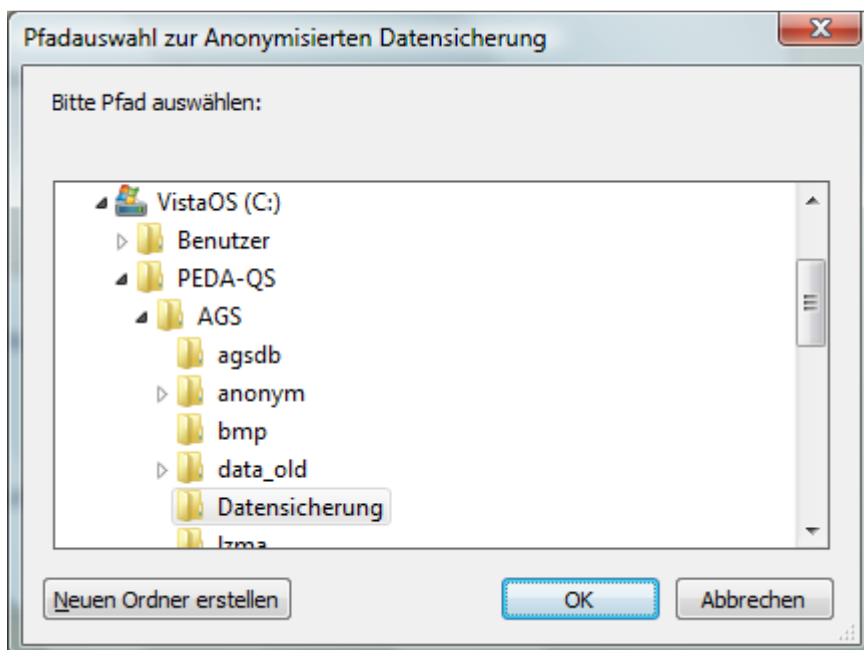 Pfadauswahl zur Anonymisierten Datensicherung
Bitte Pfad auswählen:
VistaOS (C:)
Benutzer
PEDA-QS
AGS
agsdb
anonym
bmp
data_old
Datensicherung
lzma
Neuen Ordner erstellen
OK
Abbrechen